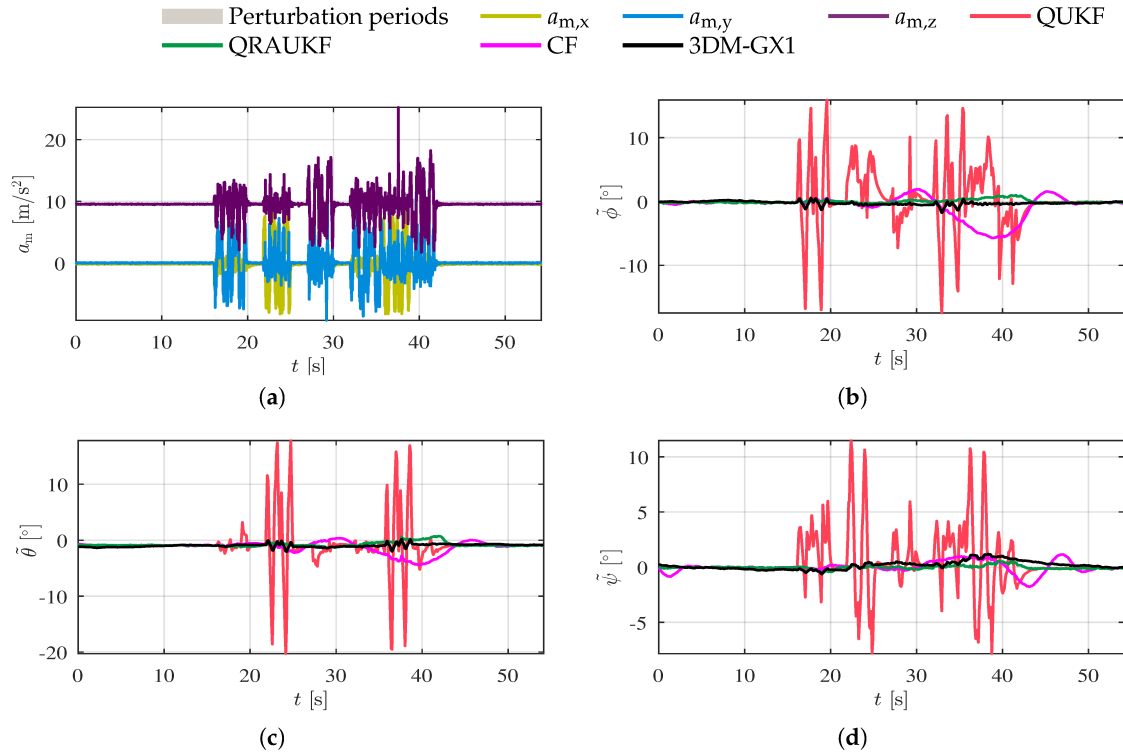 Perturbation periods a_m,x a_m,y a_m,z QUKF
QRAUKF CF 3DM-GX1
a_m [m/s²]
20
10
0
0 10 20 30 40 50
t [s]
(a)
ϕ̃ [°]
10
0
-10
0 10 20 30 40 50
t [s]
(b)
θ̃ [°]
10
0
-10
-20
0 10 20 30 40 50
t [s]
(c)
ψ̃ [°]
10
5
0
-5
0 10 20 30 40 50
t [s]
(d)